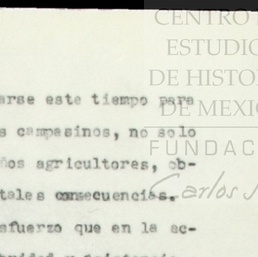 CENTRO
ESTUDIO
DE HISTO
DE MEXI
FUNDAC
Carlos
arse este tiempo para
s campesinos, no solo
ños agricultores, ob-
tales consecuencias.
sfuerzo que en la ac-